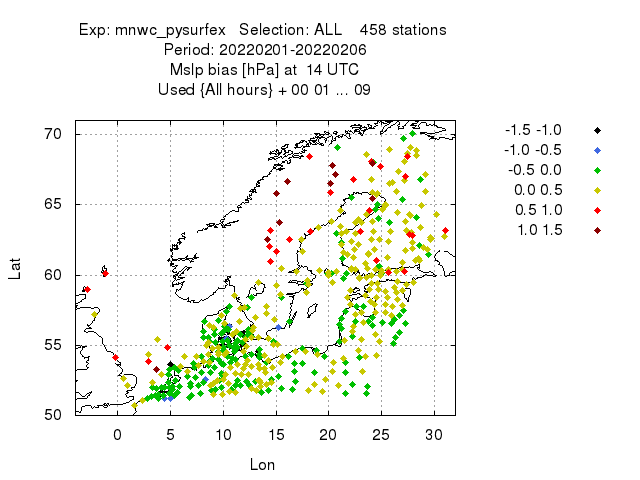 Exp: mnwc_pysurfex   Selection: ALL    458 stations
Period: 20220201-20220206
Mslp bias [hPa] at  14 UTC
Used {All hours} + 00 01 ... 09
70
65
60
55
50
Lat
0 5 10 15 20 25 30
Lon
-1.5 -1.0
-1.0 -0.5
-0.5 0.0
0.0 0.5
0.5 1.0
1.0 1.5